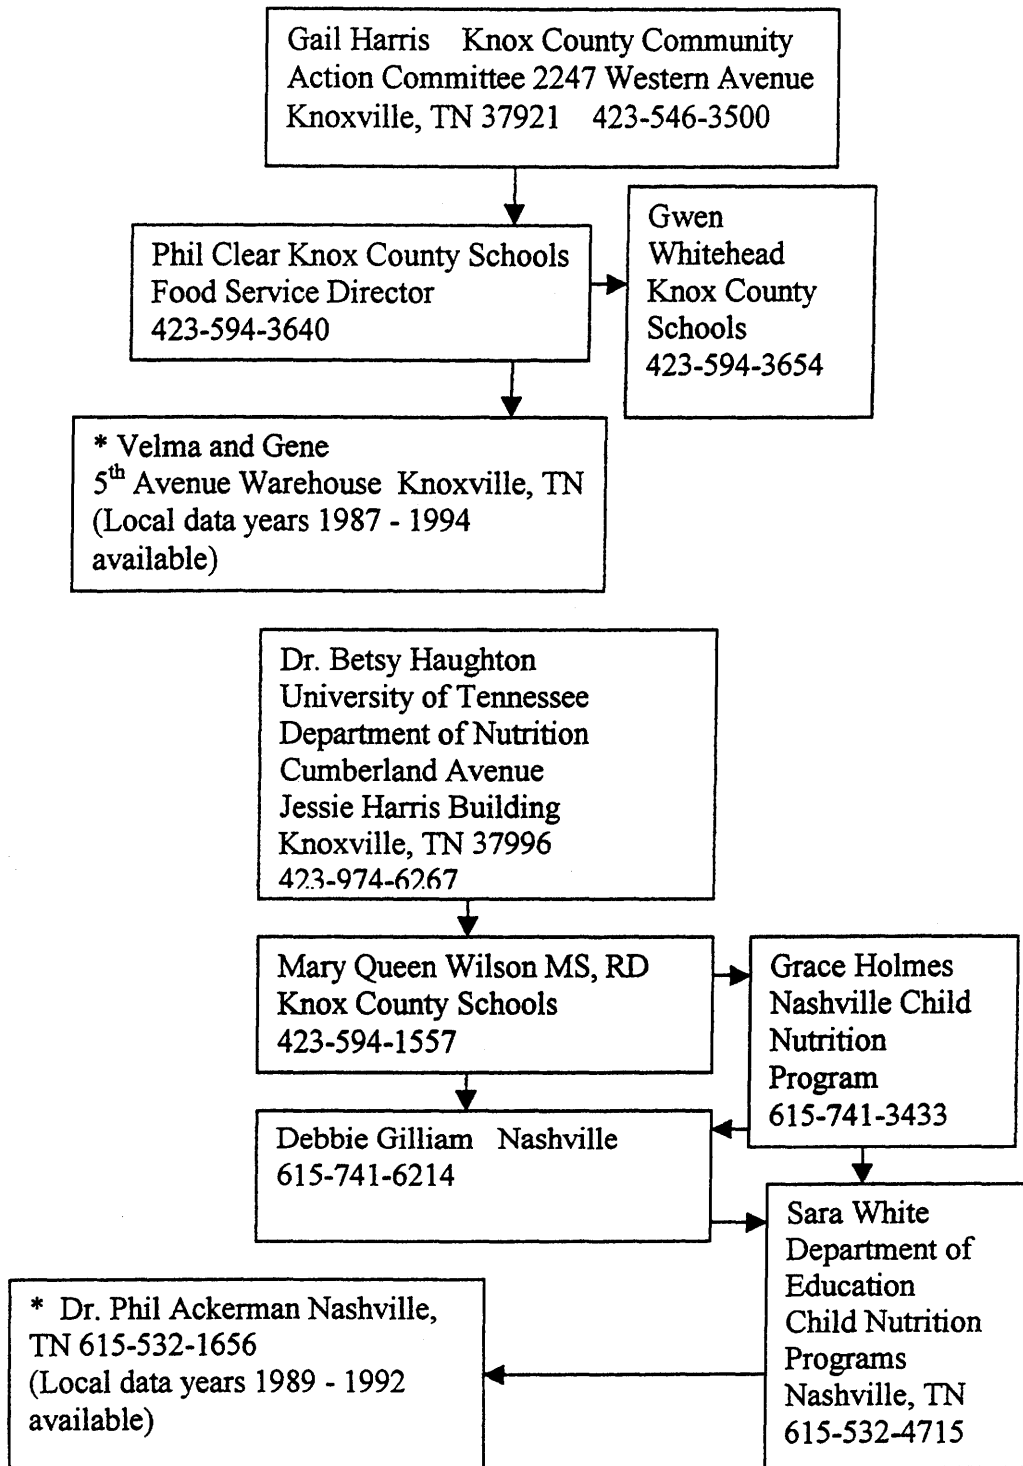 Gail Harris Knox County Community
Action Committee 2247 Western Avenue
Knoxville, TN 37921 423-546-3500
Phil Clear Knox County Schools
Food Service Director
423-594-3640
Gwen
Whitehead
Knox County
Schools
423-594-3654
* Velma and Gene
5th Avenue Warehouse Knoxville, TN
(Local data years 1987 - 1994
available)
Dr. Betsy Haughton
University of Tennessee
Department of Nutrition
Cumberland Avenue
Jessie Harris Building
Knoxville, TN 37996
423-974-6267
Mary Queen Wilson MS, RD
Knox County Schools
423-594-1557
Grace Holmes
Nashville Child
Nutrition
Program
615-741-3433
Debbie Gilliam Nashville
615-741-6214
Sara White
Department of
Education
Child Nutrition
Programs
Nashville, TN
615-532-4715
* Dr. Phil Ackerman Nashville,
TN 615-532-1656
(Local data years 1989 - 1992
available)